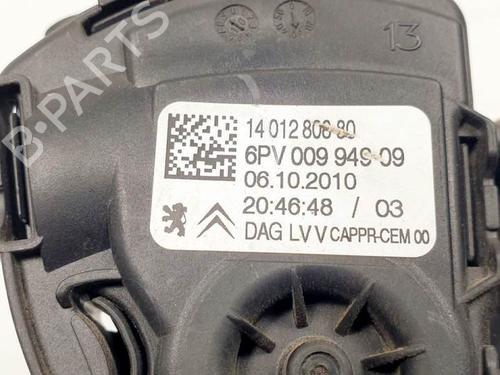 B-PARTS
13
14 012 806 80
6PV 009 949-09
06.10.2010
20:46:48 / 03
DAG LV V CAPPR-CEM 00